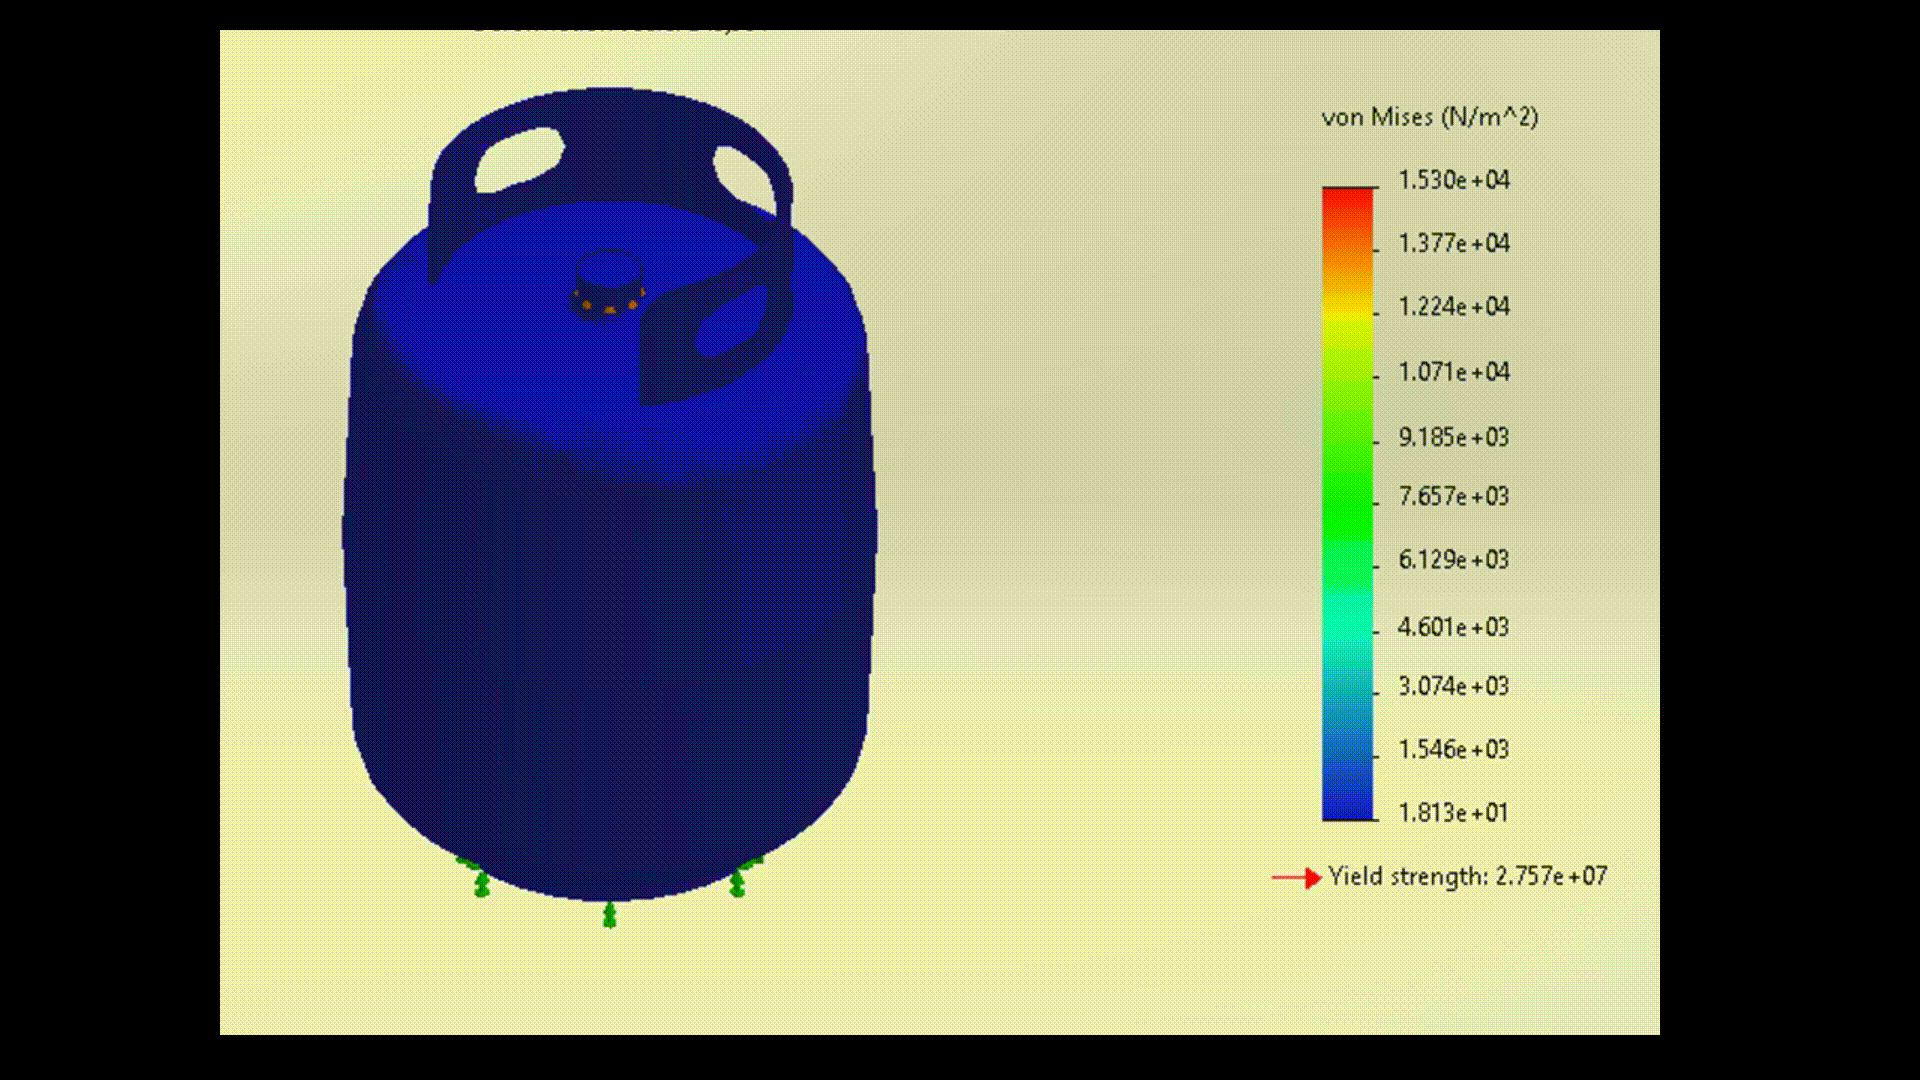 von Mises (N/m^2)
1.530e+04
1.377e+04
1.224e+04
1.071e+04
9.185e+03
7.657e+03
6.129e+03
4.601e+03
3.074e+03
1.546e+03
1.813e+01
Yield strength: 2.757e+07